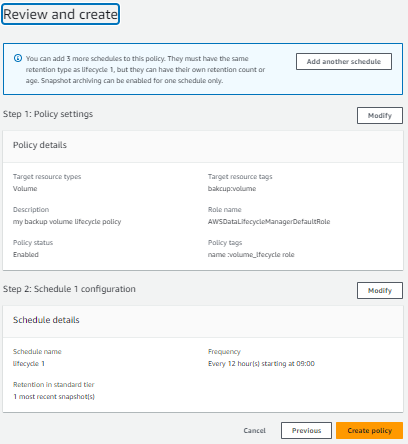 Review and create
You can add 3 more schedules to this policy. They must have the same
retention type as lifecycle 1, but they can have their own retention count or
age. Snapshot archiving can be enabled for one schedule only.
Add another schedule
Step 1: Policy settings
Modify
Policy details
Target resource types
Volume
Target resource tags
bakcup:volume
Description
my backup volume lifecycle policy
Role name
AWSDataLifecycleManagerDefaultRole
Policy status
Enabled
Policy tags
name :volume_lfecycle role
Step 2: Schedule 1 configuration
Modify
Schedule details
Schedule name
lifecycle 1
Frequency
Every 12 hour(s) starting at 09:00
Retention in standard tier
1 most recent snapshot(s)
Cancel
Previous
Create policy